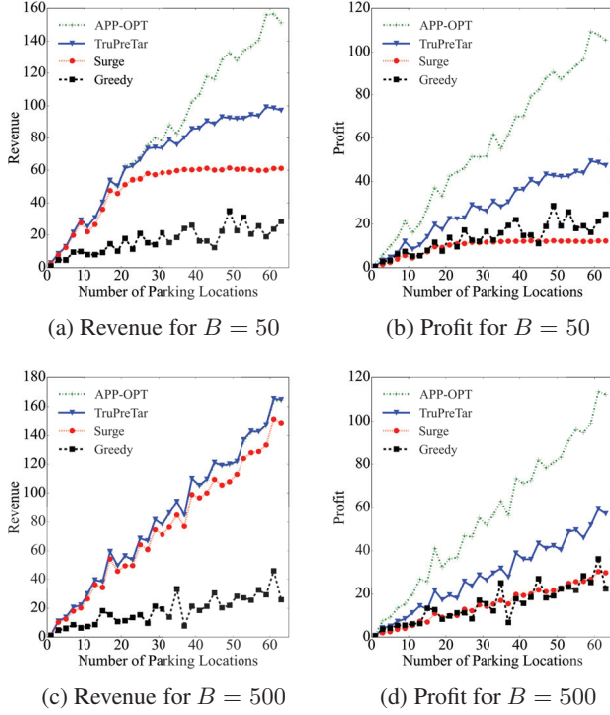 160
140
120
100
80
60
40
20
0
Revenue
APP-OPT
TruPreTar
Surge
Greedy
0 10 20 30 40 50 60
Number of Parking Locations
(a) Revenue for B = 50
120
100
80
60
40
20
0
Profit
APP-OPT
TruPreTar
Surge
Greedy
0 10 20 30 40 50 60
Number of Parking Locations
(b) Profit for B = 50
180
160
140
120
100
80
60
40
20
0
Revenue
APP-OPT
TruPreTar
Surge
Greedy
0 10 20 30 40 50 60
Number of Parking Locations
(c) Revenue for B = 500
120
100
80
60
40
20
0
Profit
APP-OPT
TruPreTar
Surge
Greedy
0 10 20 30 40 50 60
Number of Parking Locations
(d) Profit for B = 500